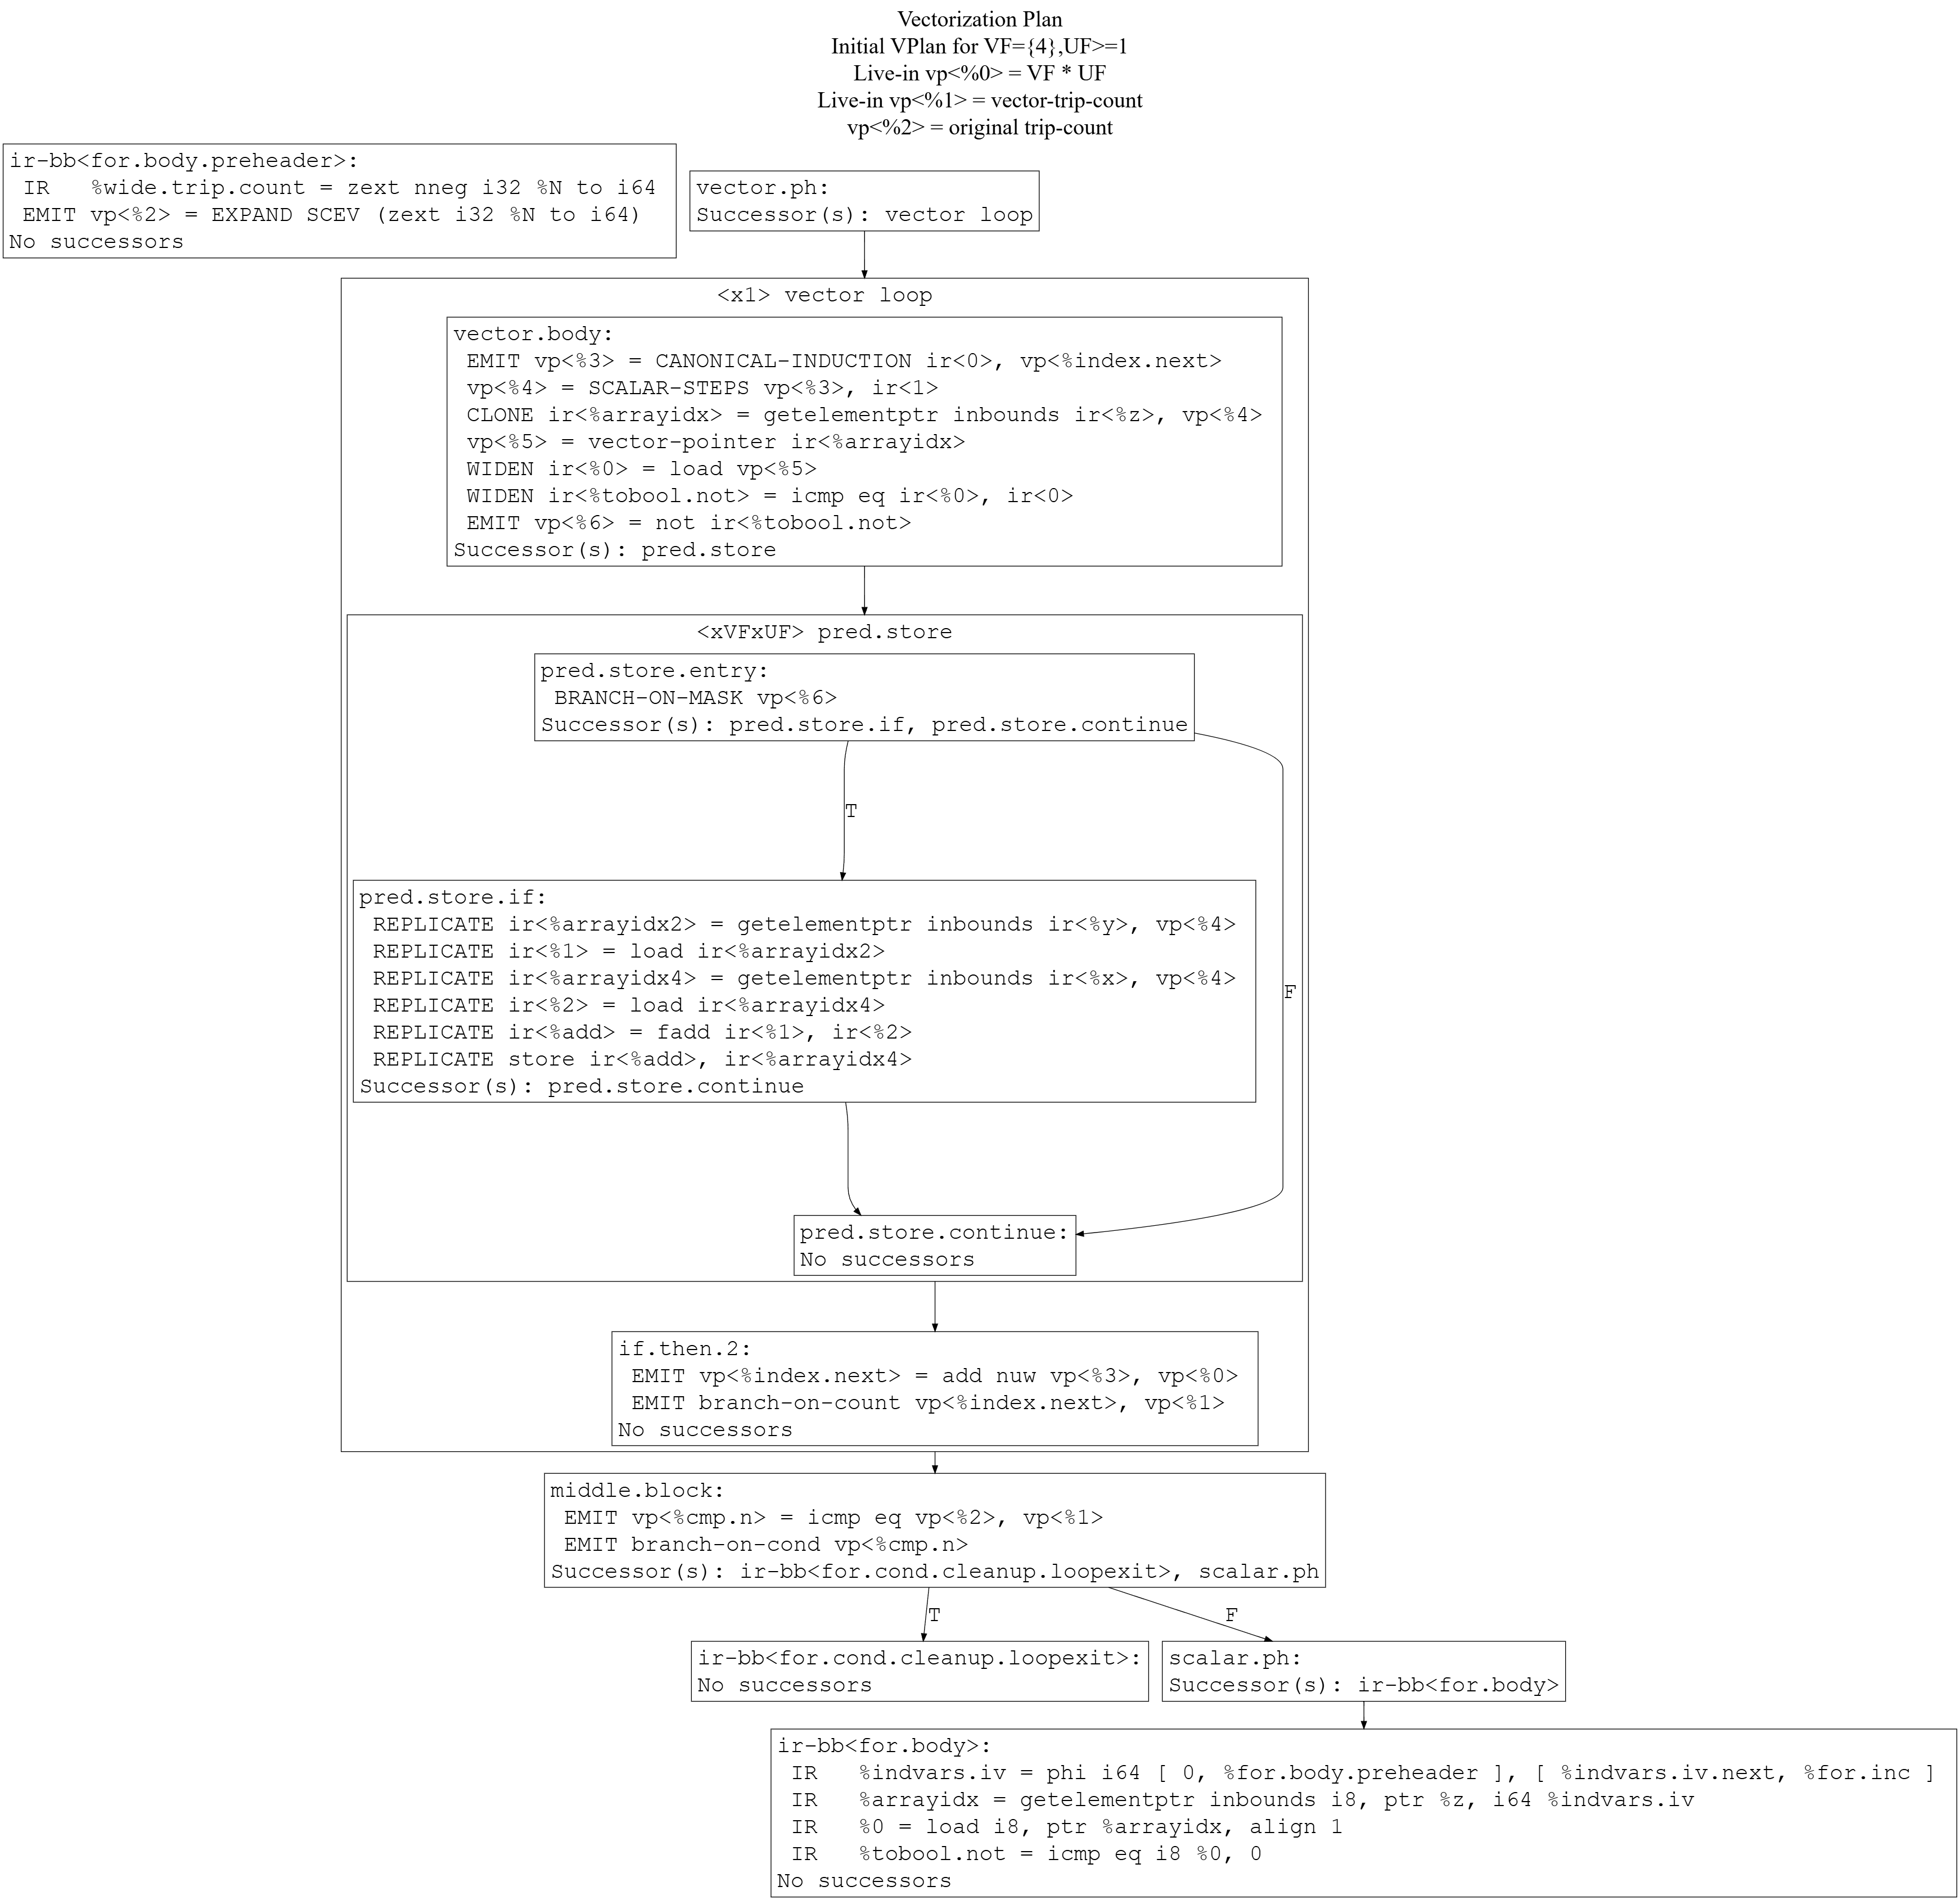 Vectorization Plan
Initial VPlan for VF={4},UF>=1
Live-in vp<%0> = VF * UF
Live-in vp<%1> = vector-trip-count
vp<%2> = original trip-count
ir-bb<for.body.preheader>:
IR   %wide.trip.count = zext nneg i32 %N to i64
EMIT vp<%2> = EXPAND SCEV (zext i32 %N to i64)
No successors
vector.ph:
Successor(s): vector loop
<x1> vector loop
vector.body:
EMIT vp<%3> = CANONICAL-INDUCTION ir<0>, vp<%index.next>
vp<%4> = SCALAR-STEPS vp<%3>, ir<1>
CLONE ir<%arrayidx> = getelementptr inbounds ir<%z>, vp<%4>
vp<%5> = vector-pointer ir<%arrayidx>
WIDEN ir<%0> = load vp<%5>
WIDEN ir<%tobool.not> = icmp eq ir<%0>, ir<0>
EMIT vp<%6> = not ir<%tobool.not>
Successor(s): pred.store
<xVFxUF> pred.store
pred.store.entry:
BRANCH-ON-MASK vp<%6>
Successor(s): pred.store.if, pred.store.continue
T
pred.store.if:
REPLICATE ir<%arrayidx2> = getelementptr inbounds ir<%y>, vp<%4>
REPLICATE ir<%1> = load ir<%arrayidx2>
REPLICATE ir<%arrayidx4> = getelementptr inbounds ir<%x>, vp<%4>
REPLICATE ir<%2> = load ir<%arrayidx4>
REPLICATE ir<%add> = fadd ir<%1>, ir<%2>
REPLICATE store ir<%add>, ir<%arrayidx4>
Successor(s): pred.store.continue
F
pred.store.continue:
No successors
if.then.2:
EMIT vp<%index.next> = add nuw vp<%3>, vp<%0>
EMIT branch-on-count vp<%index.next>, vp<%1>
No successors
middle.block:
EMIT vp<%cmp.n> = icmp eq vp<%2>, vp<%1>
EMIT branch-on-cond vp<%cmp.n>
Successor(s): ir-bb<for.cond.cleanup.loopexit>, scalar.ph
T
F
ir-bb<for.cond.cleanup.loopexit>:
No successors
scalar.ph:
Successor(s): ir-bb<for.body>
ir-bb<for.body>:
IR   %indvars.iv = phi i64 [ 0, %for.body.preheader ], [ %indvars.iv.next, %for.inc ]
IR   %arrayidx = getelementptr inbounds i8, ptr %z, i64 %indvars.iv
IR   %0 = load i8, ptr %arrayidx, align 1
IR   %tobool.not = icmp eq i8 %0, 0
No successors